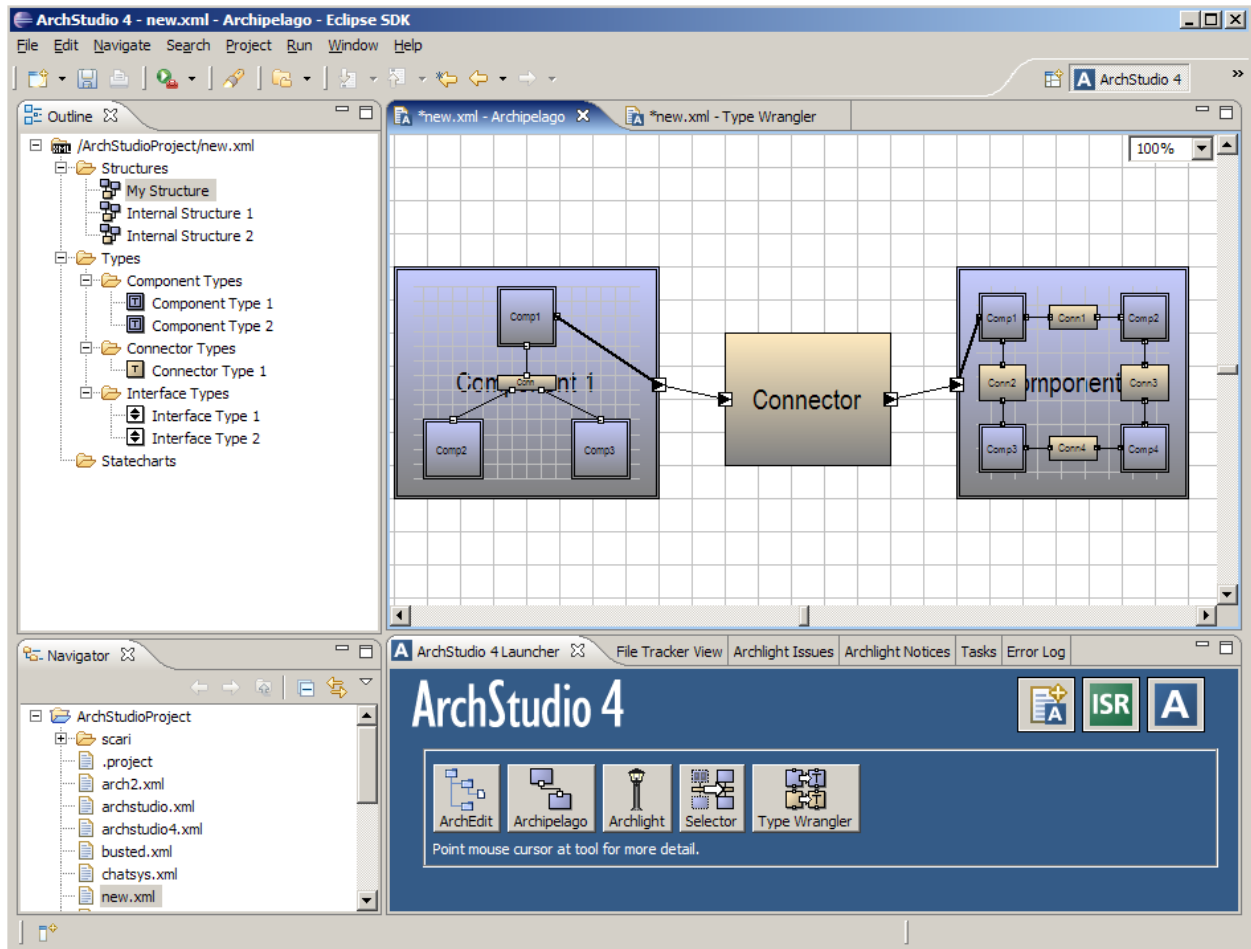 ArchStudio 4 - new.xml - Archipelago - Eclipse SDK
File Edit Navigate Search Project Run Window Help
ArchStudio 4 »
Outline
/ArchStudioProject/new.xml
Structures
My Structure
Internal Structure 1
Internal Structure 2
Types
Component Types
Component Type 1
Component Type 2
Connector Types
Connector Type 1
Interface Types
Interface Type 1
Interface Type 2
Statecharts
*new.xml - Archipelago
*new.xml - Type Wrangler
100%
Component 1
Comp1
Conn
Comp2
Comp3
Connector
Component
Comp1
Conn1
Comp2
Conn2
Conn3
Comp3
Conn4
Comp4
Navigator
ArchStudioProject
scari
.project
arch2.xml
archstudio.xml
archstudio4.xml
busted.xml
chatsys.xml
new.xml
ArchStudio 4 Launcher
File Tracker View
Archlight Issues
Archlight Notices
Tasks
Error Log
ArchStudio 4
A ISR A
ArchEdit
Archipelago
Archlight
Selector
Type Wrangler
Point mouse cursor at tool for more detail.